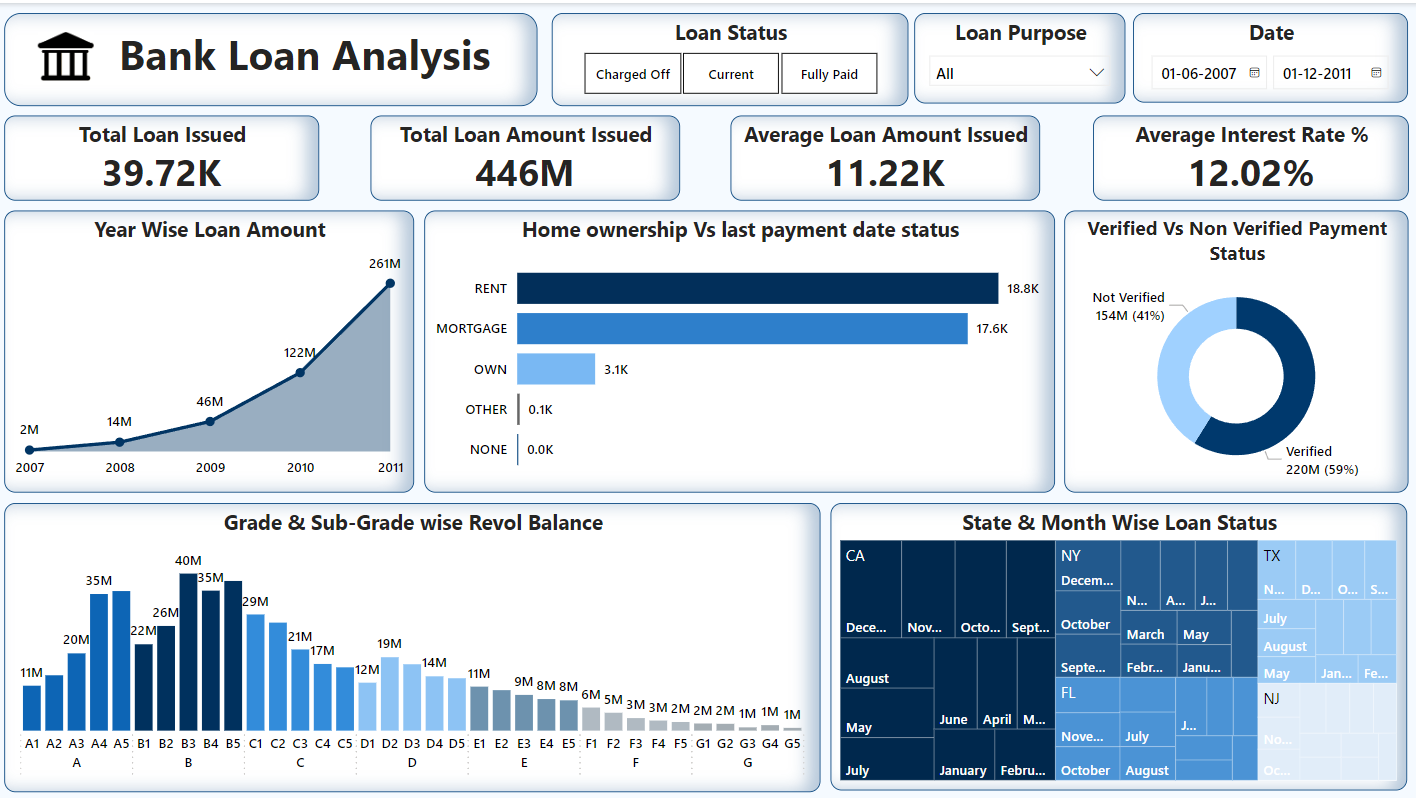 Bank Loan Analysis
Loan Status
Charged Off
Current
Fully Paid
Loan Purpose
All
Date
01-06-2007
01-12-2011
Total Loan Issued
39.72K
Total Loan Amount Issued
446M
Average Loan Amount Issued
11.22K
Average Interest Rate %
12.02%
Year Wise Loan Amount
2M
14M
46M
122M
261M
2007 2008 2009 2010 2011
Home ownership Vs last payment date status
RENT 18.8K
MORTGAGE 17.6K
OWN 3.1K
OTHER 0.1K
NONE 0.0K
Verified Vs Non Verified Payment
Status
Not Verified
154M (41%)
Verified
220M (59%)
Grade & Sub-Grade wise Revol Balance
11M 20M 35M 22M 26M 40M 35M 29M 21M 17M 12M 19M 14M 11M 9M 8M 8M 6M 5M 3M 3M 2M 2M 2M 1M 1M 1M
A1 A2 A3 A4 A5 B1 B2 B3 B4 B5 C1 C2 C3 C4 C5 D1 D2 D3 D4 D5 E1 E2 E3 E4 E5 F1 F2 F3 F4 F5 G1 G2 G3 G4 G5
A B C D E F G
State & Month Wise Loan Status
CA
Dece...
Nov...
Octo...
Sept...
August
May
July
June
April
M...
January
Febru...
NY
Decem...
October
Septe...
N...
A...
J...
March
May
Febr...
Janu...
FL
Nove...
October
July
August
J...
TX
N...
D...
O...
S...
July
August
May
Jan...
Fe...
NJ
No...
Oc...